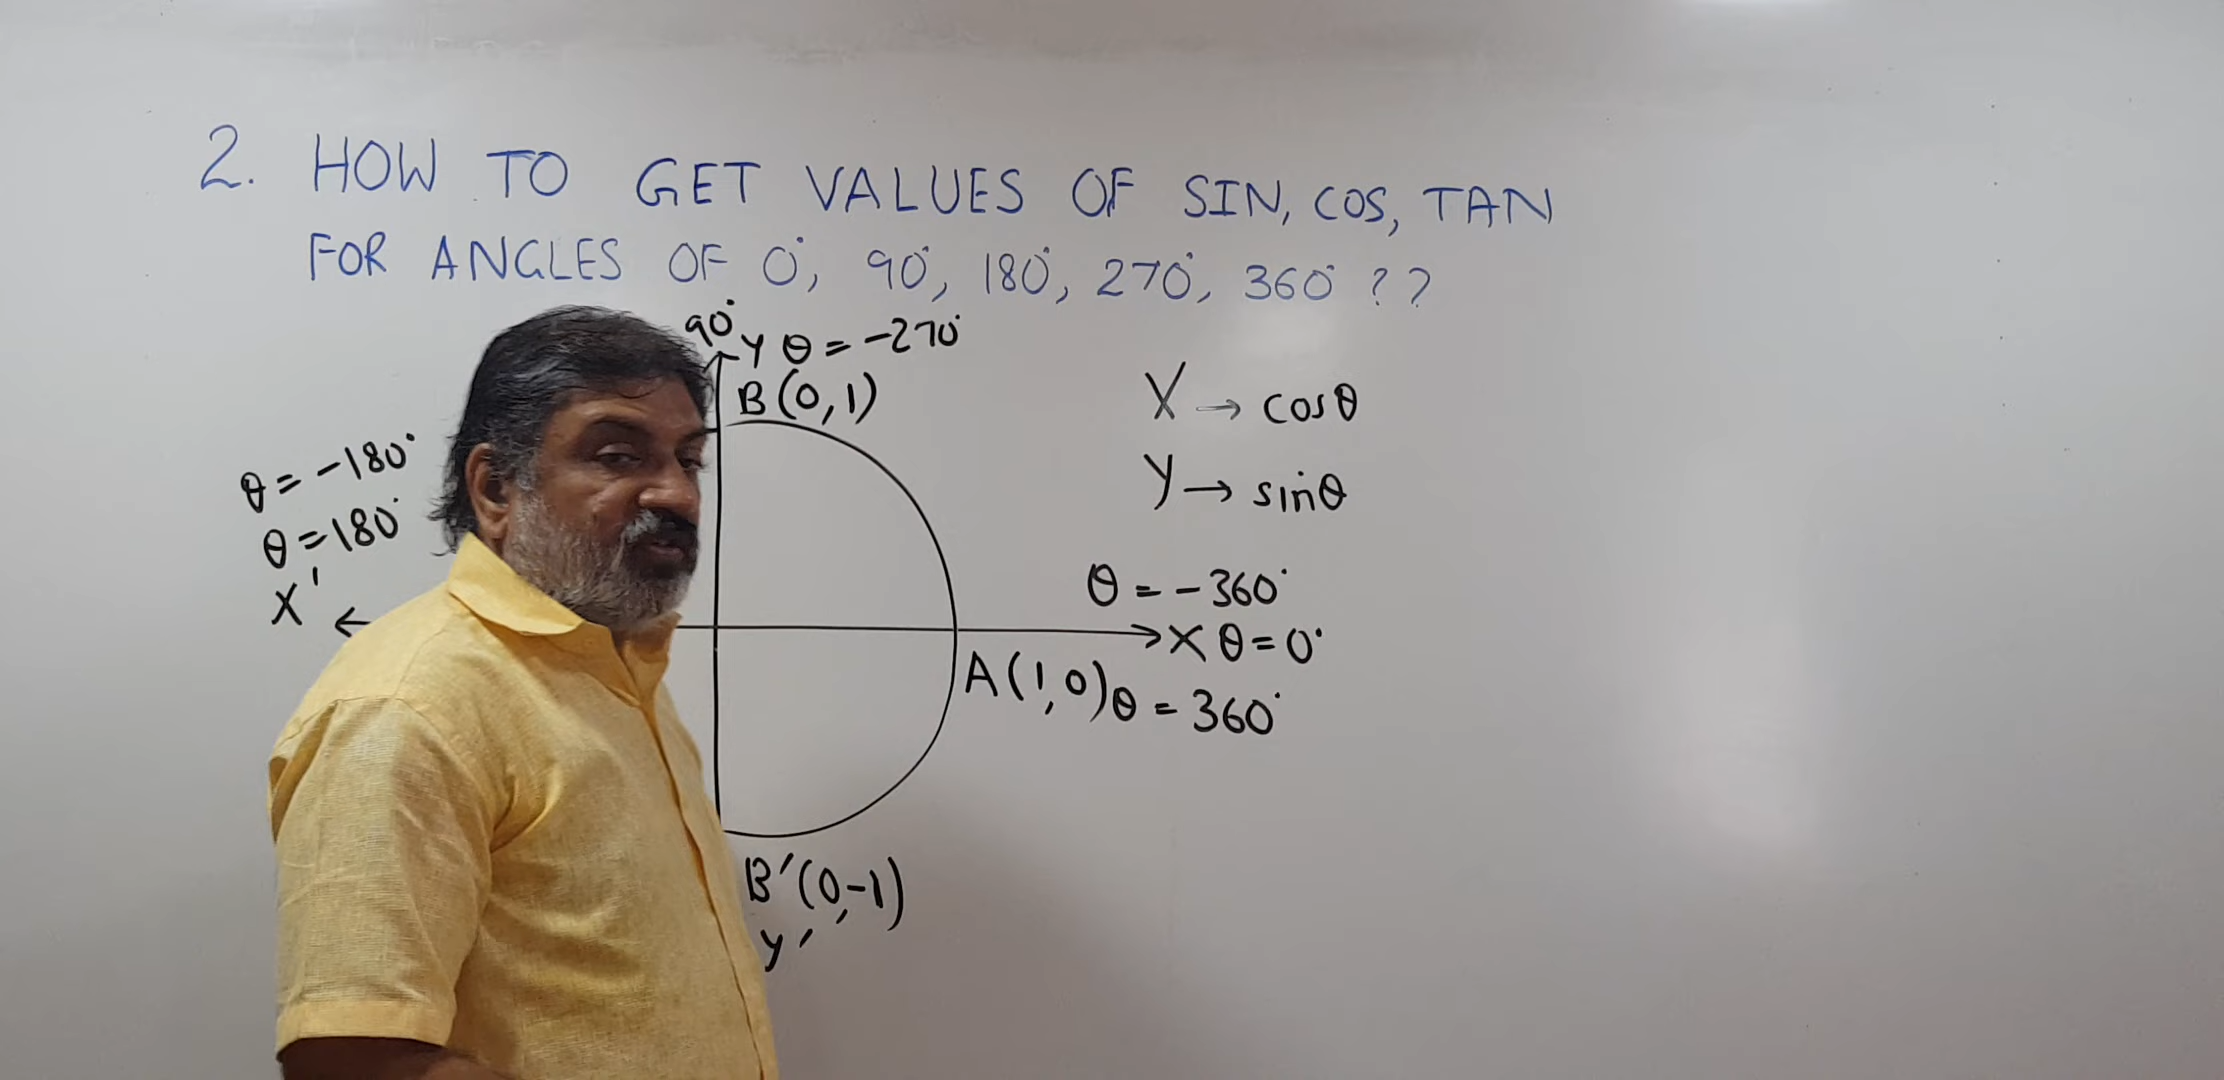 2. HOW TO GET VALUES OF SIN, COS, TAN
FOR ANGLES OF 0°, 90°, 180°, 270°, 360° ??
90°
Y θ = -270°
B(0,1)
X → cosθ
Y → sinθ
θ = -180°
θ = 180°
X'
θ = -360°
X θ = 0°
A(1,0) θ = 360°
B'(0,-1)
Y'